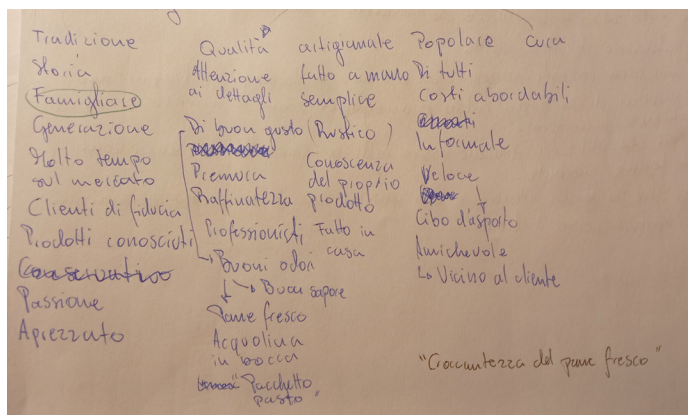 Tradizione
Storia
Famigliare
Generazione
Molto tempo
sul mercato
Clienti di fiducia
Prodotti conosciuti
Conservativo
Passione
Aprezzato
Qualità
Attenzione
ai dettagli
Di buon gusto (Rustico)
Premura
Raffinatezza
Professionisti
Buoni odori
Buon sapore
Pane fresco
Acquolina
in bocca
"Pacchetto
pasto"
artigianale
fatto a mano
semplice
Conoscenza
del proprio
prodotto
Fatto in
casa
Popolare
Di tutti
Costi abordabili
Informale
Veloce
Cibo d'asporto
Amichevole
Vicino al cliente
cura
"Croccantezza del pane fresco"